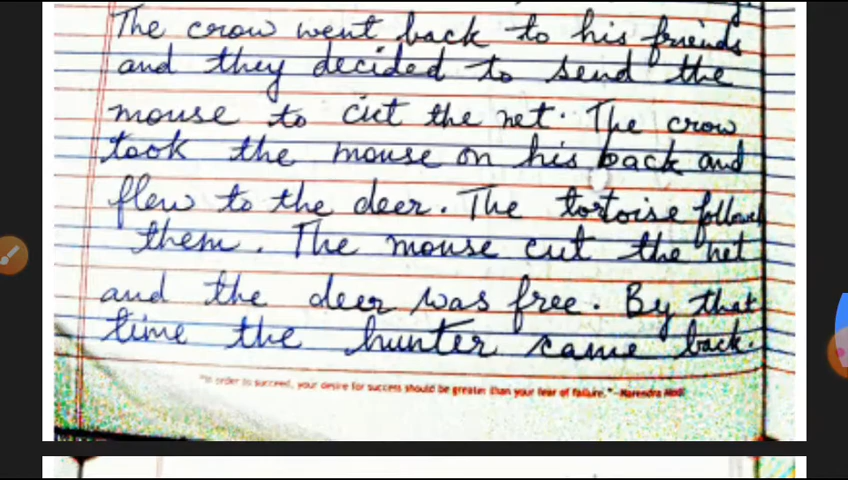 The crow went back to his friends
and they decided to send the
mouse to cut the net. The crow
took the mouse on his back and
flew to the deer. The tortoise followed
them. The mouse cut the net
and the deer was free. By that
time the hunter came back.
"In order to succeed, your desire for success should be greater than your fear of failure." – Narendra Modi